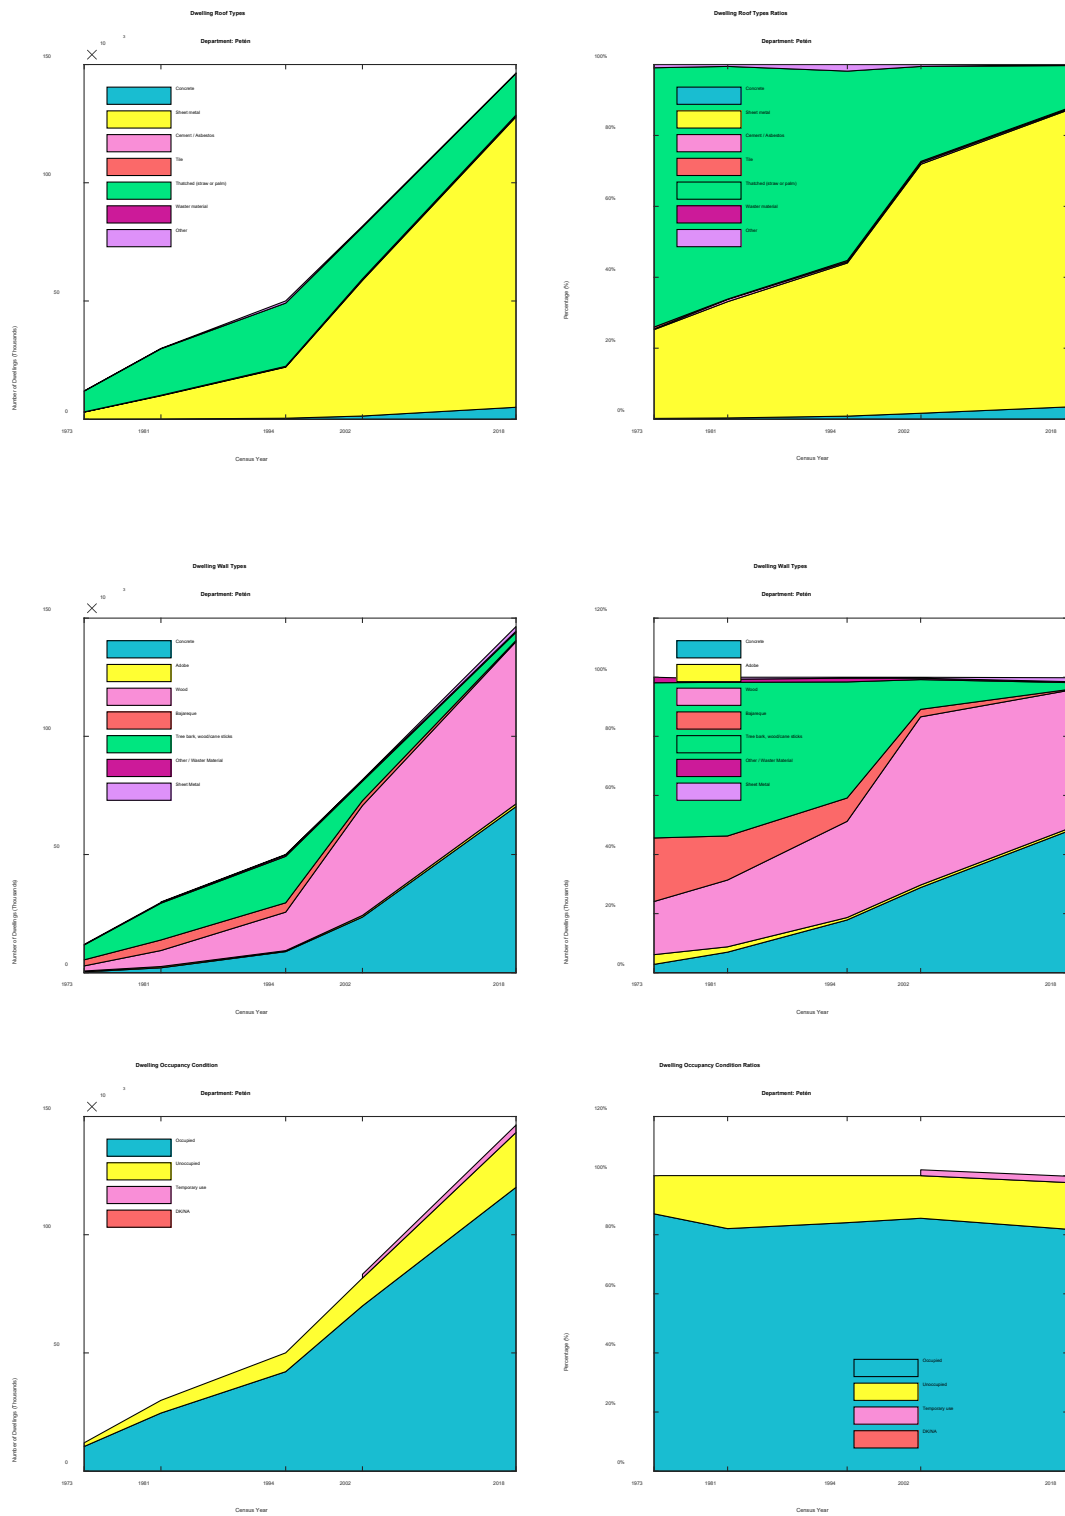 Dwelling Roof Types
Department: Petén
10
3
150
100
50
0
Number of Dwellings (Thousands)
Concrete
Sheet metal
Cement / Asbestos
Tile
Thatched (straw or palm)
Waster material
Other
1973
1981
1994
2002
2018
Census Year
Dwelling Roof Types Ratios
Department: Petén
100%
80%
60%
40%
20%
0%
Percentage (%)
Concrete
Sheet metal
Cement / Asbestos
Tile
Thatched (straw or palm)
Waster material
Other
1973
1981
1994
2002
2018
Census Year
Dwelling Wall Types
Department: Petén
10
3
150
100
50
0
Number of Dwellings (Thousands)
Concrete
Adobe
Wood
Bajareque
Tree bark, wood/cane sticks
Other / Waster Material
Sheet Metal
1973
1981
1994
2002
2018
Census Year
Dwelling Wall Types
Department: Petén
120%
100%
80%
60%
40%
20%
0%
Number of Dwellings (Thousands)
Concrete
Adobe
Wood
Bajareque
Tree bark, wood/cane sticks
Other / Waster Material
Sheet Metal
1973
1981
1994
2002
2018
Census Year
Dwelling Occupancy Condition
Department: Petén
10
3
150
100
50
0
Number of Dwellings (Thousands)
Occupied
Unoccupied
Temporary use
DK/NA
1973
1981
1994
2002
2018
Census Year
Dwelling Occupancy Condition Ratios
Department: Petén
120%
100%
80%
60%
40%
20%
0%
Percentage (%)
Occupied
Unoccupied
Temporary use
DK/NA
1973
1981
1994
2002
2018
Census Year